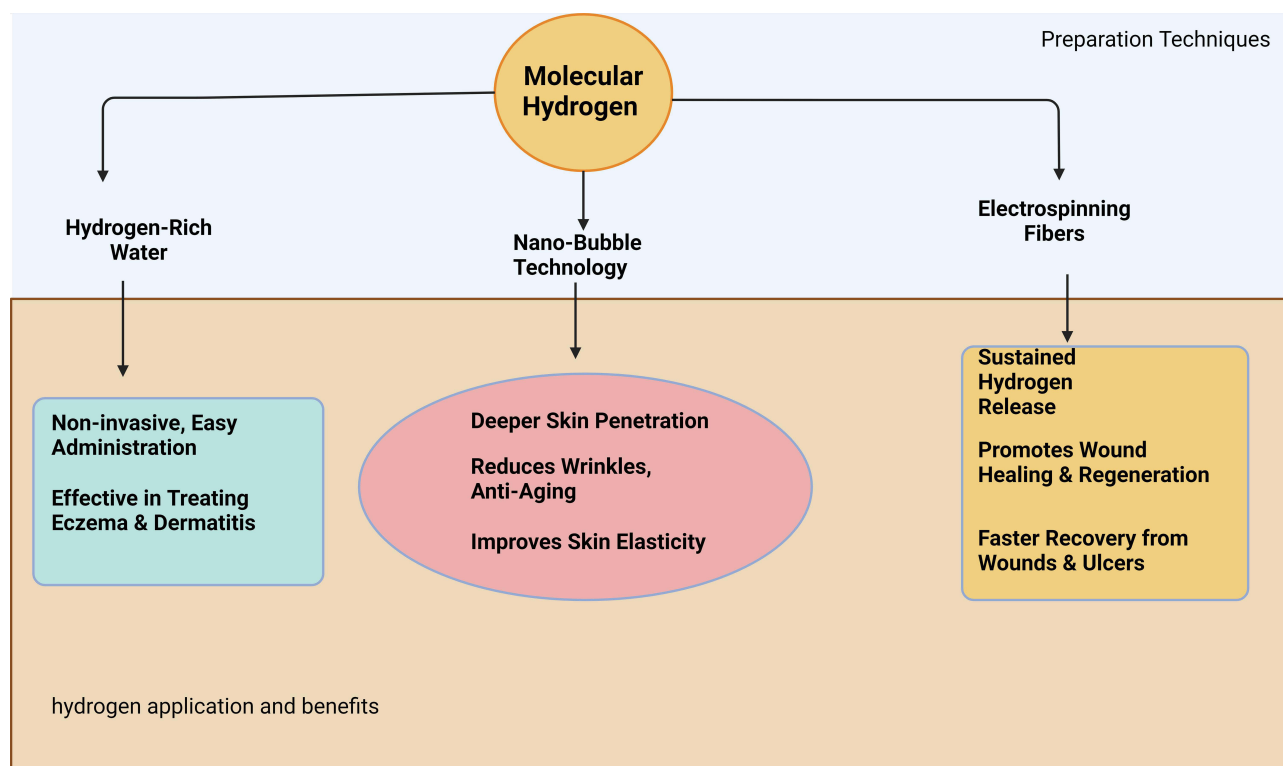 Preparation Techniques
Molecular
Hydrogen
Hydrogen-Rich
Water
Nano-Bubble
Technology
Electrospinning
Fibers
Non-invasive, Easy
Administration
Effective in Treating
Eczema & Dermatitis
Deeper Skin Penetration
Reduces Wrinkles,
Anti-Aging
Improves Skin Elasticity
Sustained
Hydrogen
Release
Promotes Wound
Healing & Regeneration
Faster Recovery from
Wounds & Ulcers
hydrogen application and benefits